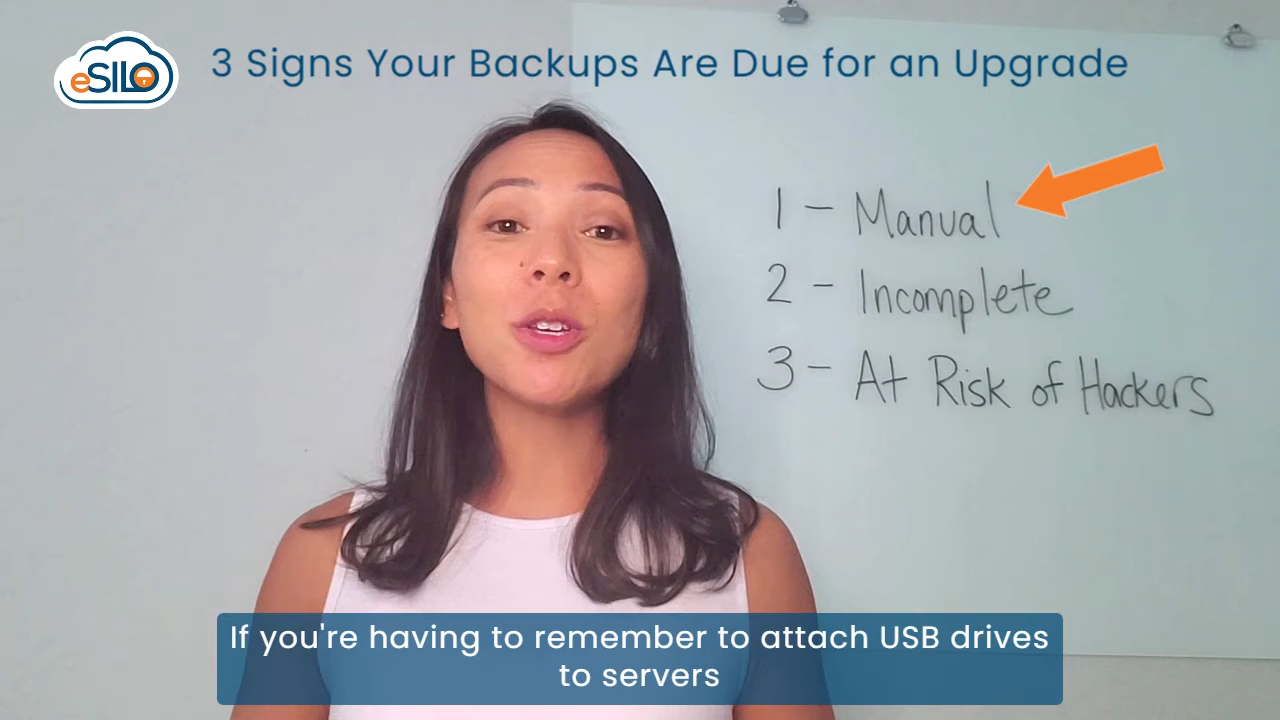 eSILO
3 Signs Your Backups Are Due for an Upgrade
1 - Manual
2 - Incomplete
3 - At Risk of Hackers
If you're having to remember to attach USB drives
to servers